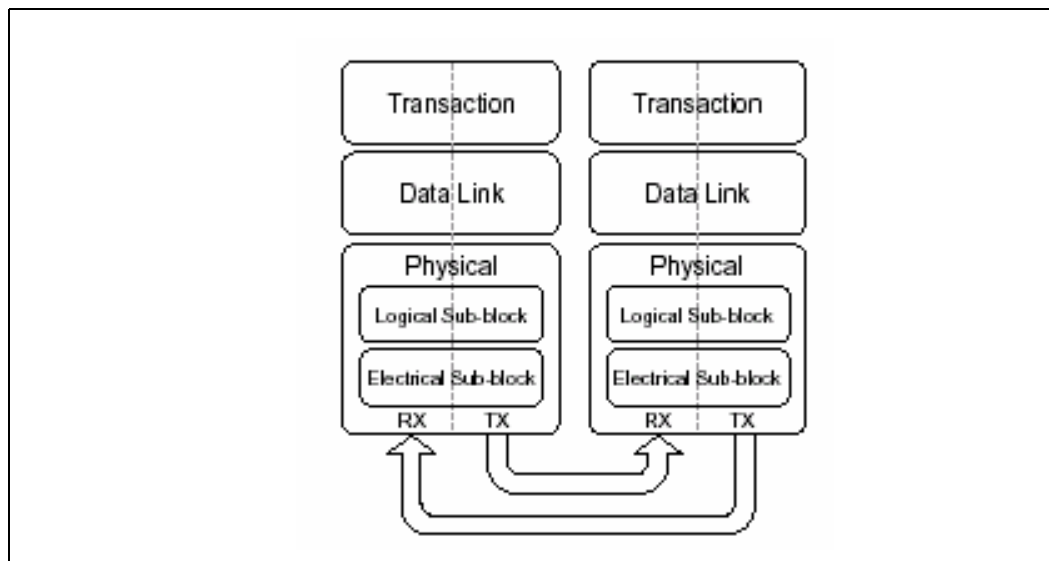 Transaction
Data Link
Physical
Logical Sub-block
Electrical Sub-block
RX TX
Transaction
Data Link
Physical
Logical Sub-block
Electrical Sub-block
RX TX